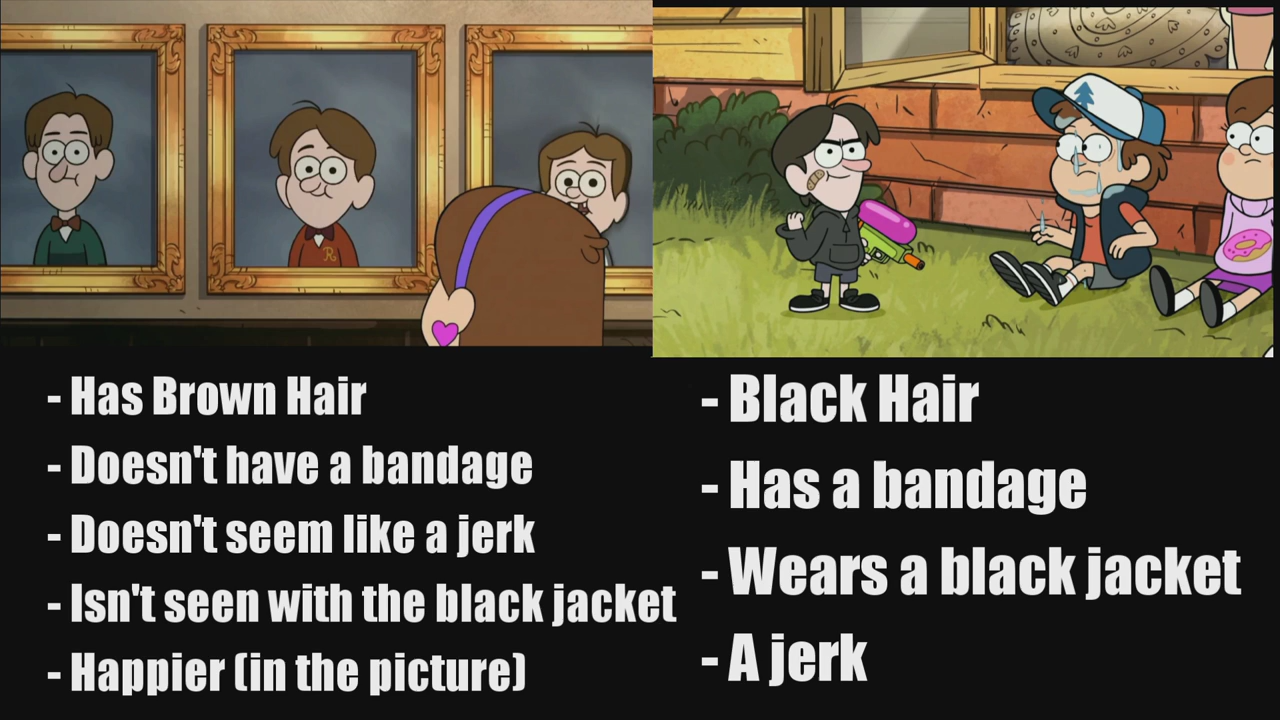 - Has Brown Hair
- Doesn't have a bandage
- Doesn't seem like a jerk
- Isn't seen with the black jacket
- Happier (in the picture)
- Black Hair
- Has a bandage
- Wears a black jacket
- A jerk
R